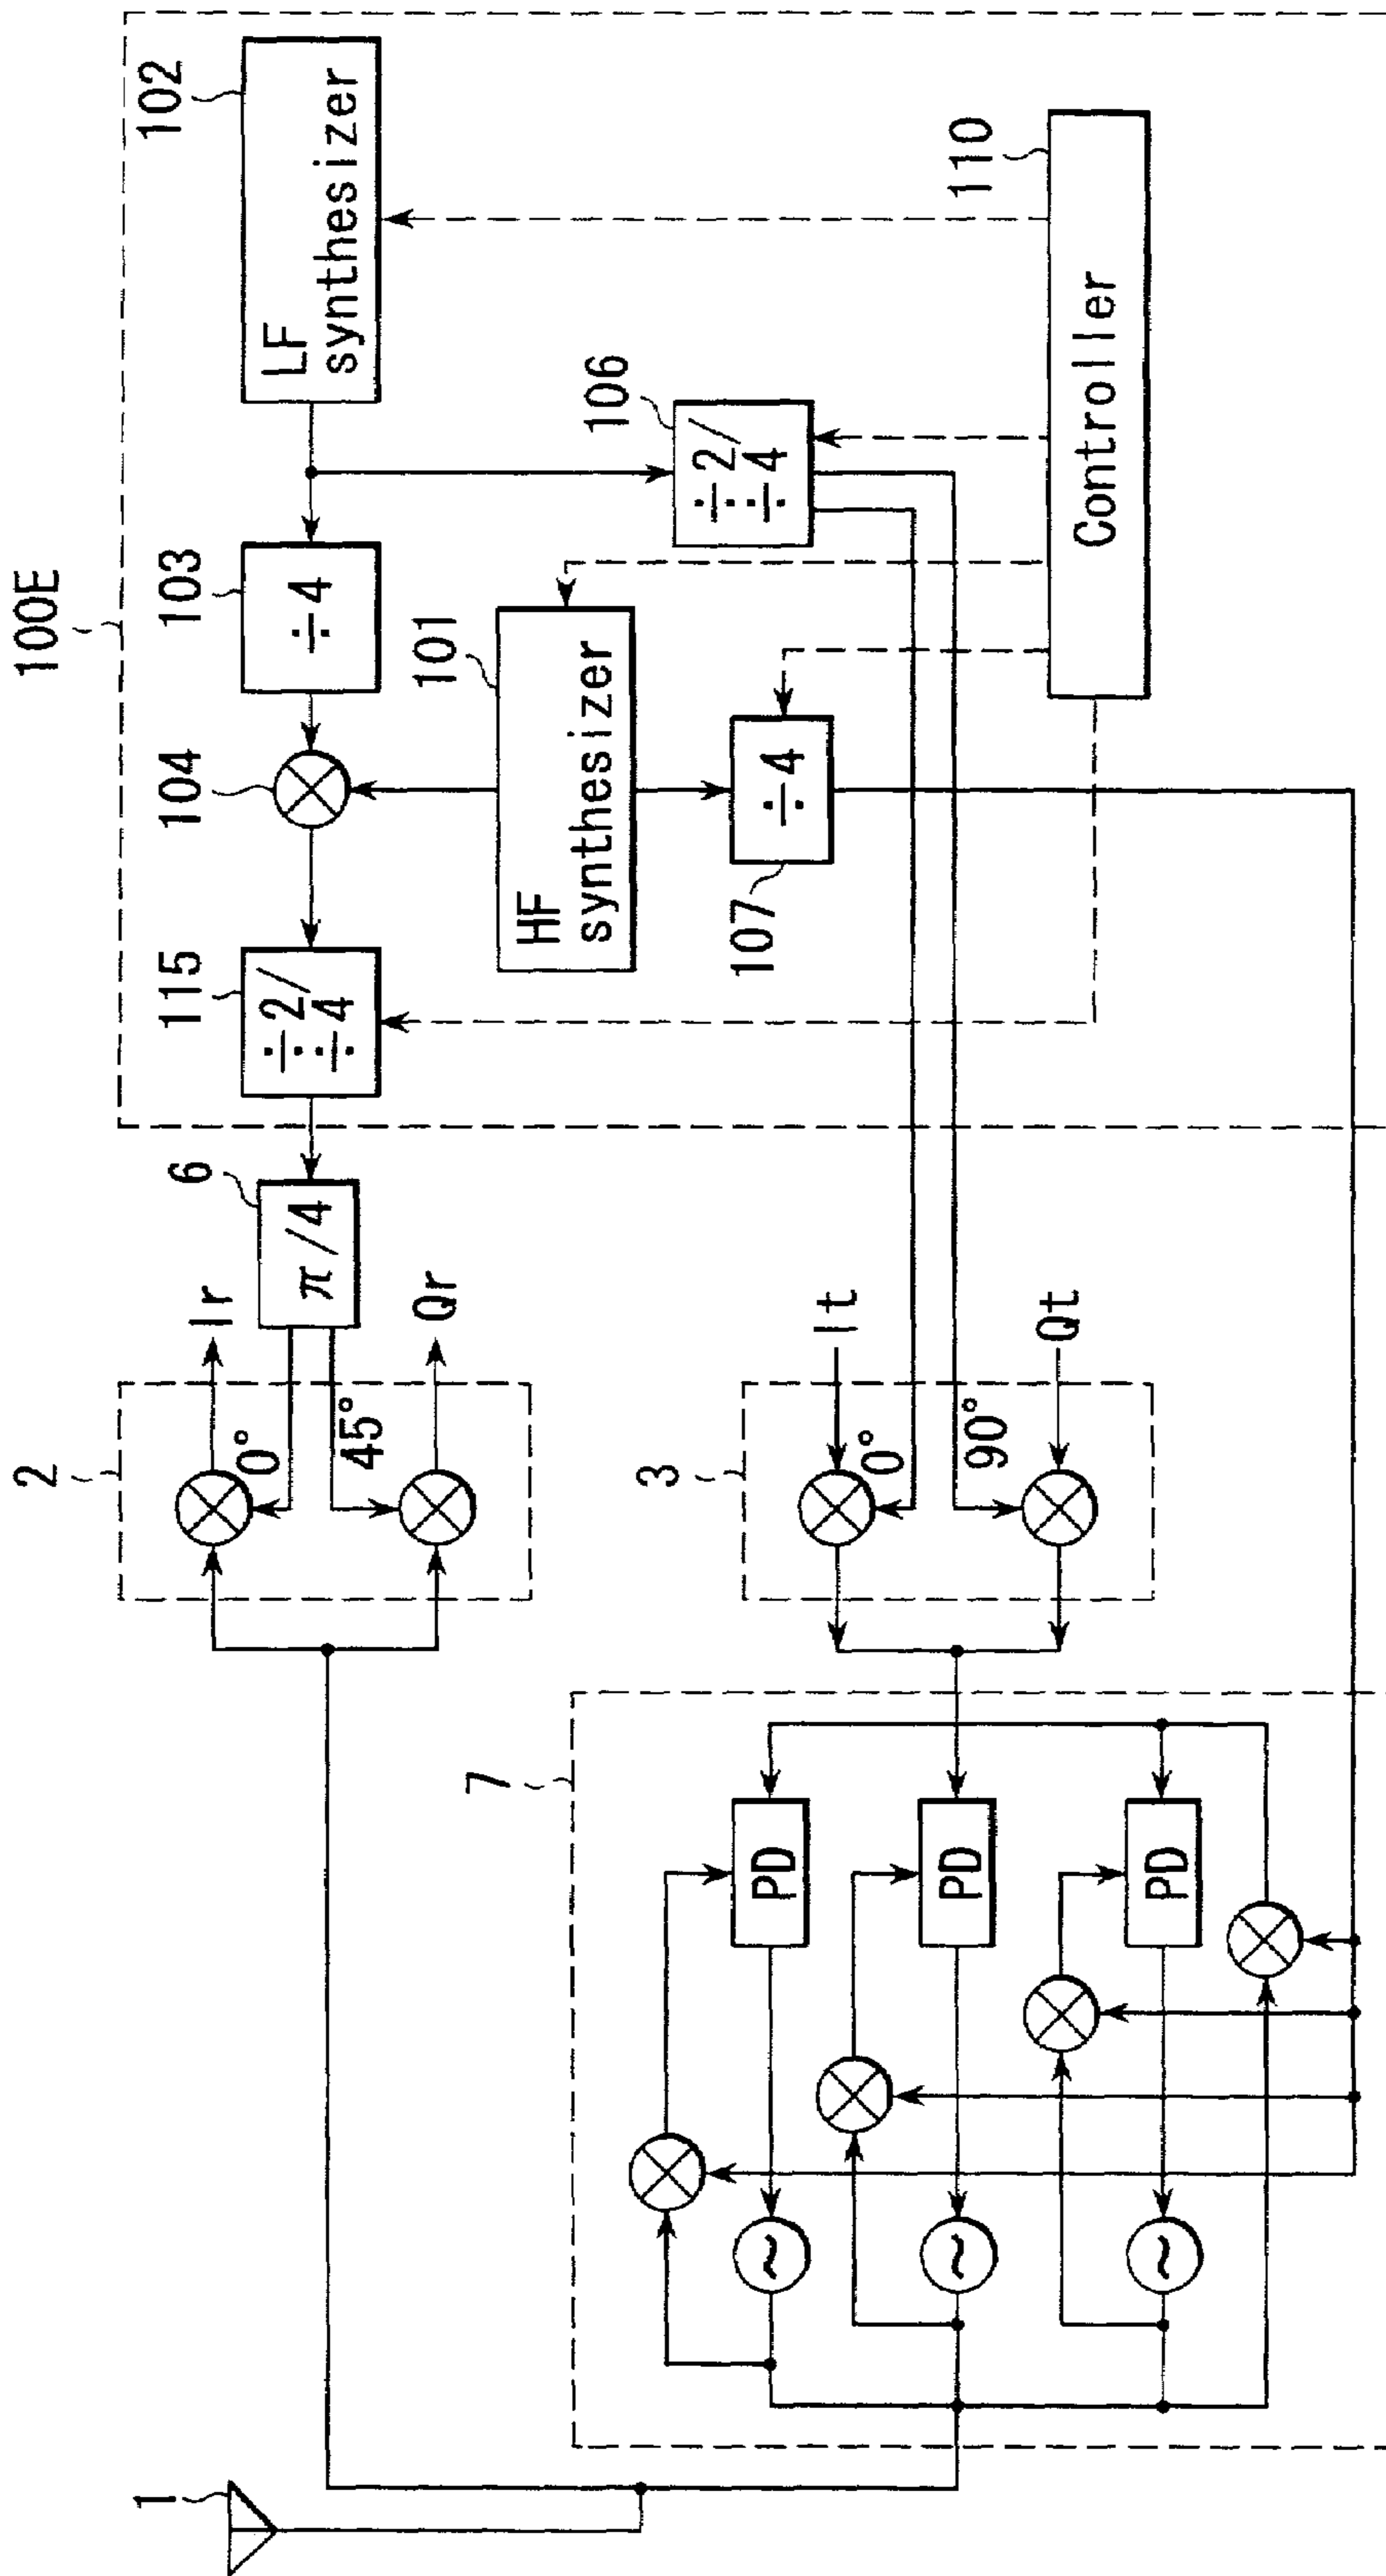 100E
102
LF
synthesizer
103
÷4
104
115
÷2/
÷4
6
π/4
2
Ir
Qr
0°
45°
1
101
HF
synthesizer
106
÷2/
÷4
107
÷4
110
Controller
3
It
Qt
0°
90°
7
PD
PD
PD